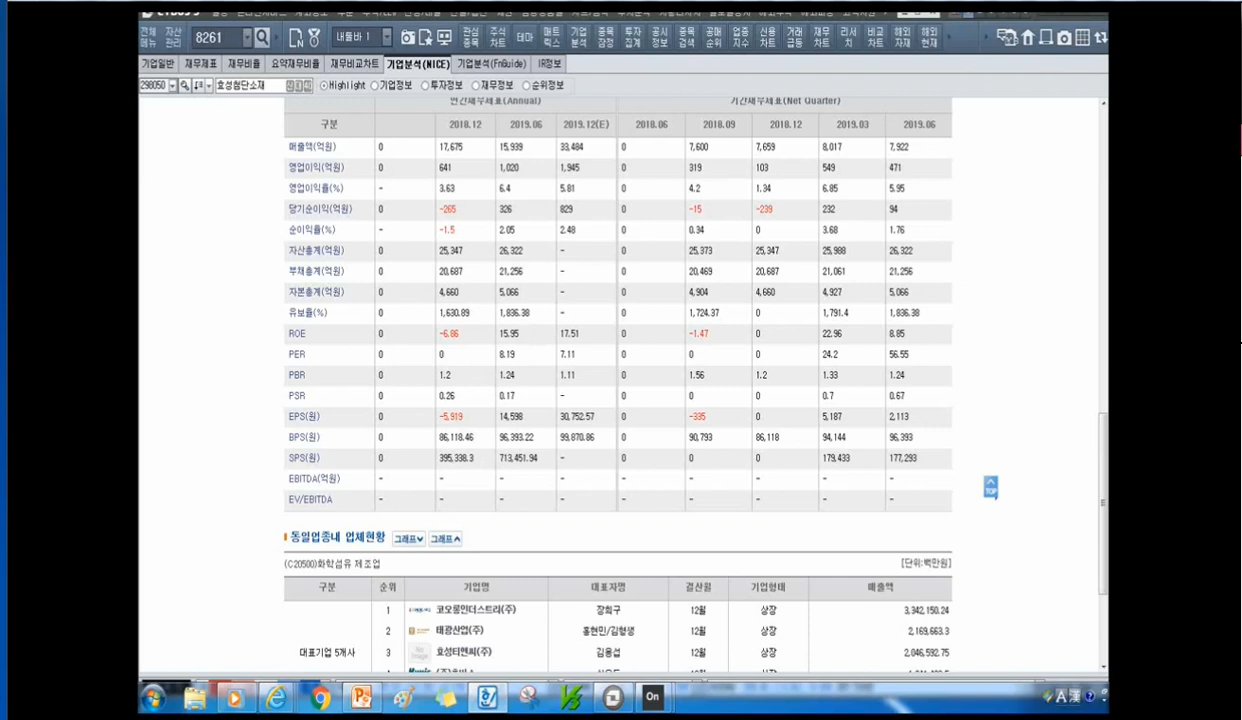 전체 메뉴 자산 관리 8261 내툴바1 관심 종목 주식 차트 테마 매트 릭스 기업 분석 종목 잠정 투자 집계 공시 정보 종목 검색 공매 순위 업종 지수 신용 차트 거래 급등 재무 차트 리서 치 비교 차트 해외 자재 해외 현재
기업일반 재무제표 재무비율 요약재무비율 재무비교차트 기업분석(NICE) 기업분석(FnGuide) IR정보
298050 효성첨단소재 Highlight 기업정보 투자정보 재무정보 순위정보
연간재무제표(Annual) 기간재무제표(Net Quarter)
구분 2018.12 2019.06 2019.12(E) 2018.06 2018.09 2018.12 2019.03 2019.06
매출액(억원) 0 17,675 15,939 33,484 0 7,600 7,659 8,017 7,922
영업이익(억원) 0 641 1,020 1,945 0 319 103 549 471
영업이익률(%) - 3.63 6.4 5.81 0 4.2 1.34 6.85 5.95
당기순이익(억원) 0 -265 326 829 0 -15 -239 232 94
순이익률(%) - -1.5 2.05 2.48 0 0.34 0 3.68 1.76
자산총계(억원) 0 25,347 26,322 - 0 25,373 25,347 25,988 26,322
부채총계(억원) 0 20,687 21,256 - 0 20,469 20,687 21,061 21,256
자본총계(억원) 0 4,660 5,066 - 0 4,904 4,660 4,927 5,066
유보률(%) 0 1,630.89 1,836.38 - 0 1,724.37 0 1,791.4 1,836.38
ROE 0 -6.86 15.95 17.51 0 -1.47 0 22.96 8.85
PER 0 0 8.19 7.11 0 0 0 24.2 56.55
PBR 0 1.2 1.24 1.11 0 1.56 1.2 1.33 1.24
PSR 0 0.26 0.17 - 0 0 0 0.7 0.67
EPS(원) 0 -5,919 14,598 30,752.57 0 -335 0 5,187 2,113
BPS(원) 0 86,118.46 96,393.22 99,870.86 0 90,793 86,118 94,144 96,393
SPS(원) 0 395,338.3 713,451.94 - 0 0 0 179,433 177,293
EBITDA(억원) - - - - - - - - -
EV/EBITDA - - - - - - - - -
TOP
동일업종내 업체현황 그래프∨ 그래프∧
(C20500)화학섬유 제조업 [단위:백만원]
구분 순위 기업명 대표자명 결산월 기업형태 매출액
1 코오롱인더스트리(주) 장희구 12월 상장 3,342,150.24
2 태광산업(주) 홍현민/김형생 12월 상장 2,169,663.3
대표기업 5개사 3 No Image 효성티앤씨(주) 김용섭 12월 상장 2,046,592.75
On A 漢